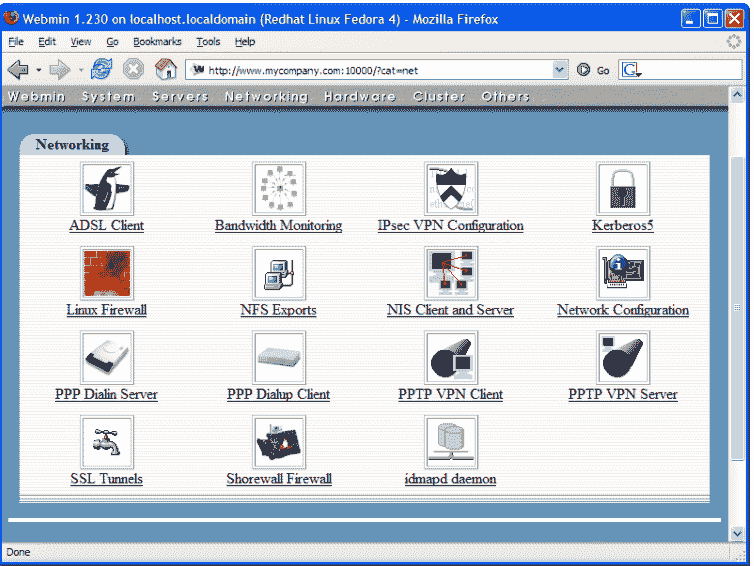 Webmin 1.230 on localhost.localdomain (Redhat Linux Fedora 4) - Mozilla Firefox
File Edit View Go Bookmarks Tools Help
http://www.mycompany.com:10000/?cat=net Go G
Webmin System Servers Networking Hardware Cluster Others
Networking
ADSL Client Bandwidth Monitoring IPsec VPN Configuration Kerberos5
Linux Firewall NFS Exports NIS Client and Server Network Configuration
PPP Dialin Server PPP Dialup Client PPTP VPN Client PPTP VPN Server
SSL Tunnels Shorewall Firewall idmapd daemon
Done